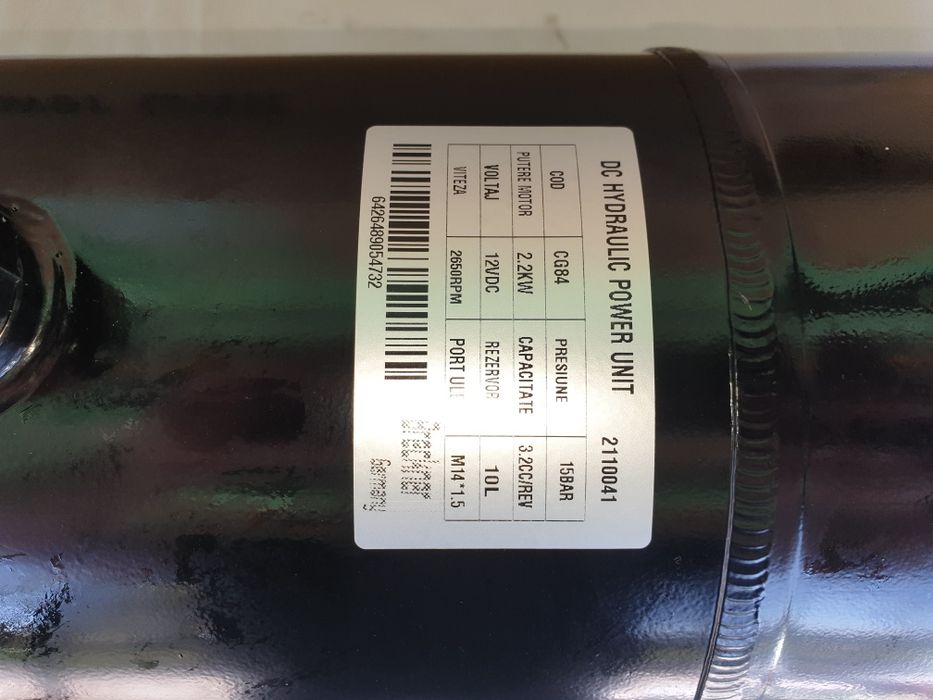 DC HYDRAULIC POWER UNIT 2110041
COD CG84 PRESIUNE 15BAR
PUTERE MOTOR 2.2KW CAPACITATE 3.2CC/REV
VOLTAJ 12VDC REZERVOR 10L
VITEZA 2650RPM PORT ULEI M14*1.5
6426489054732
Germany